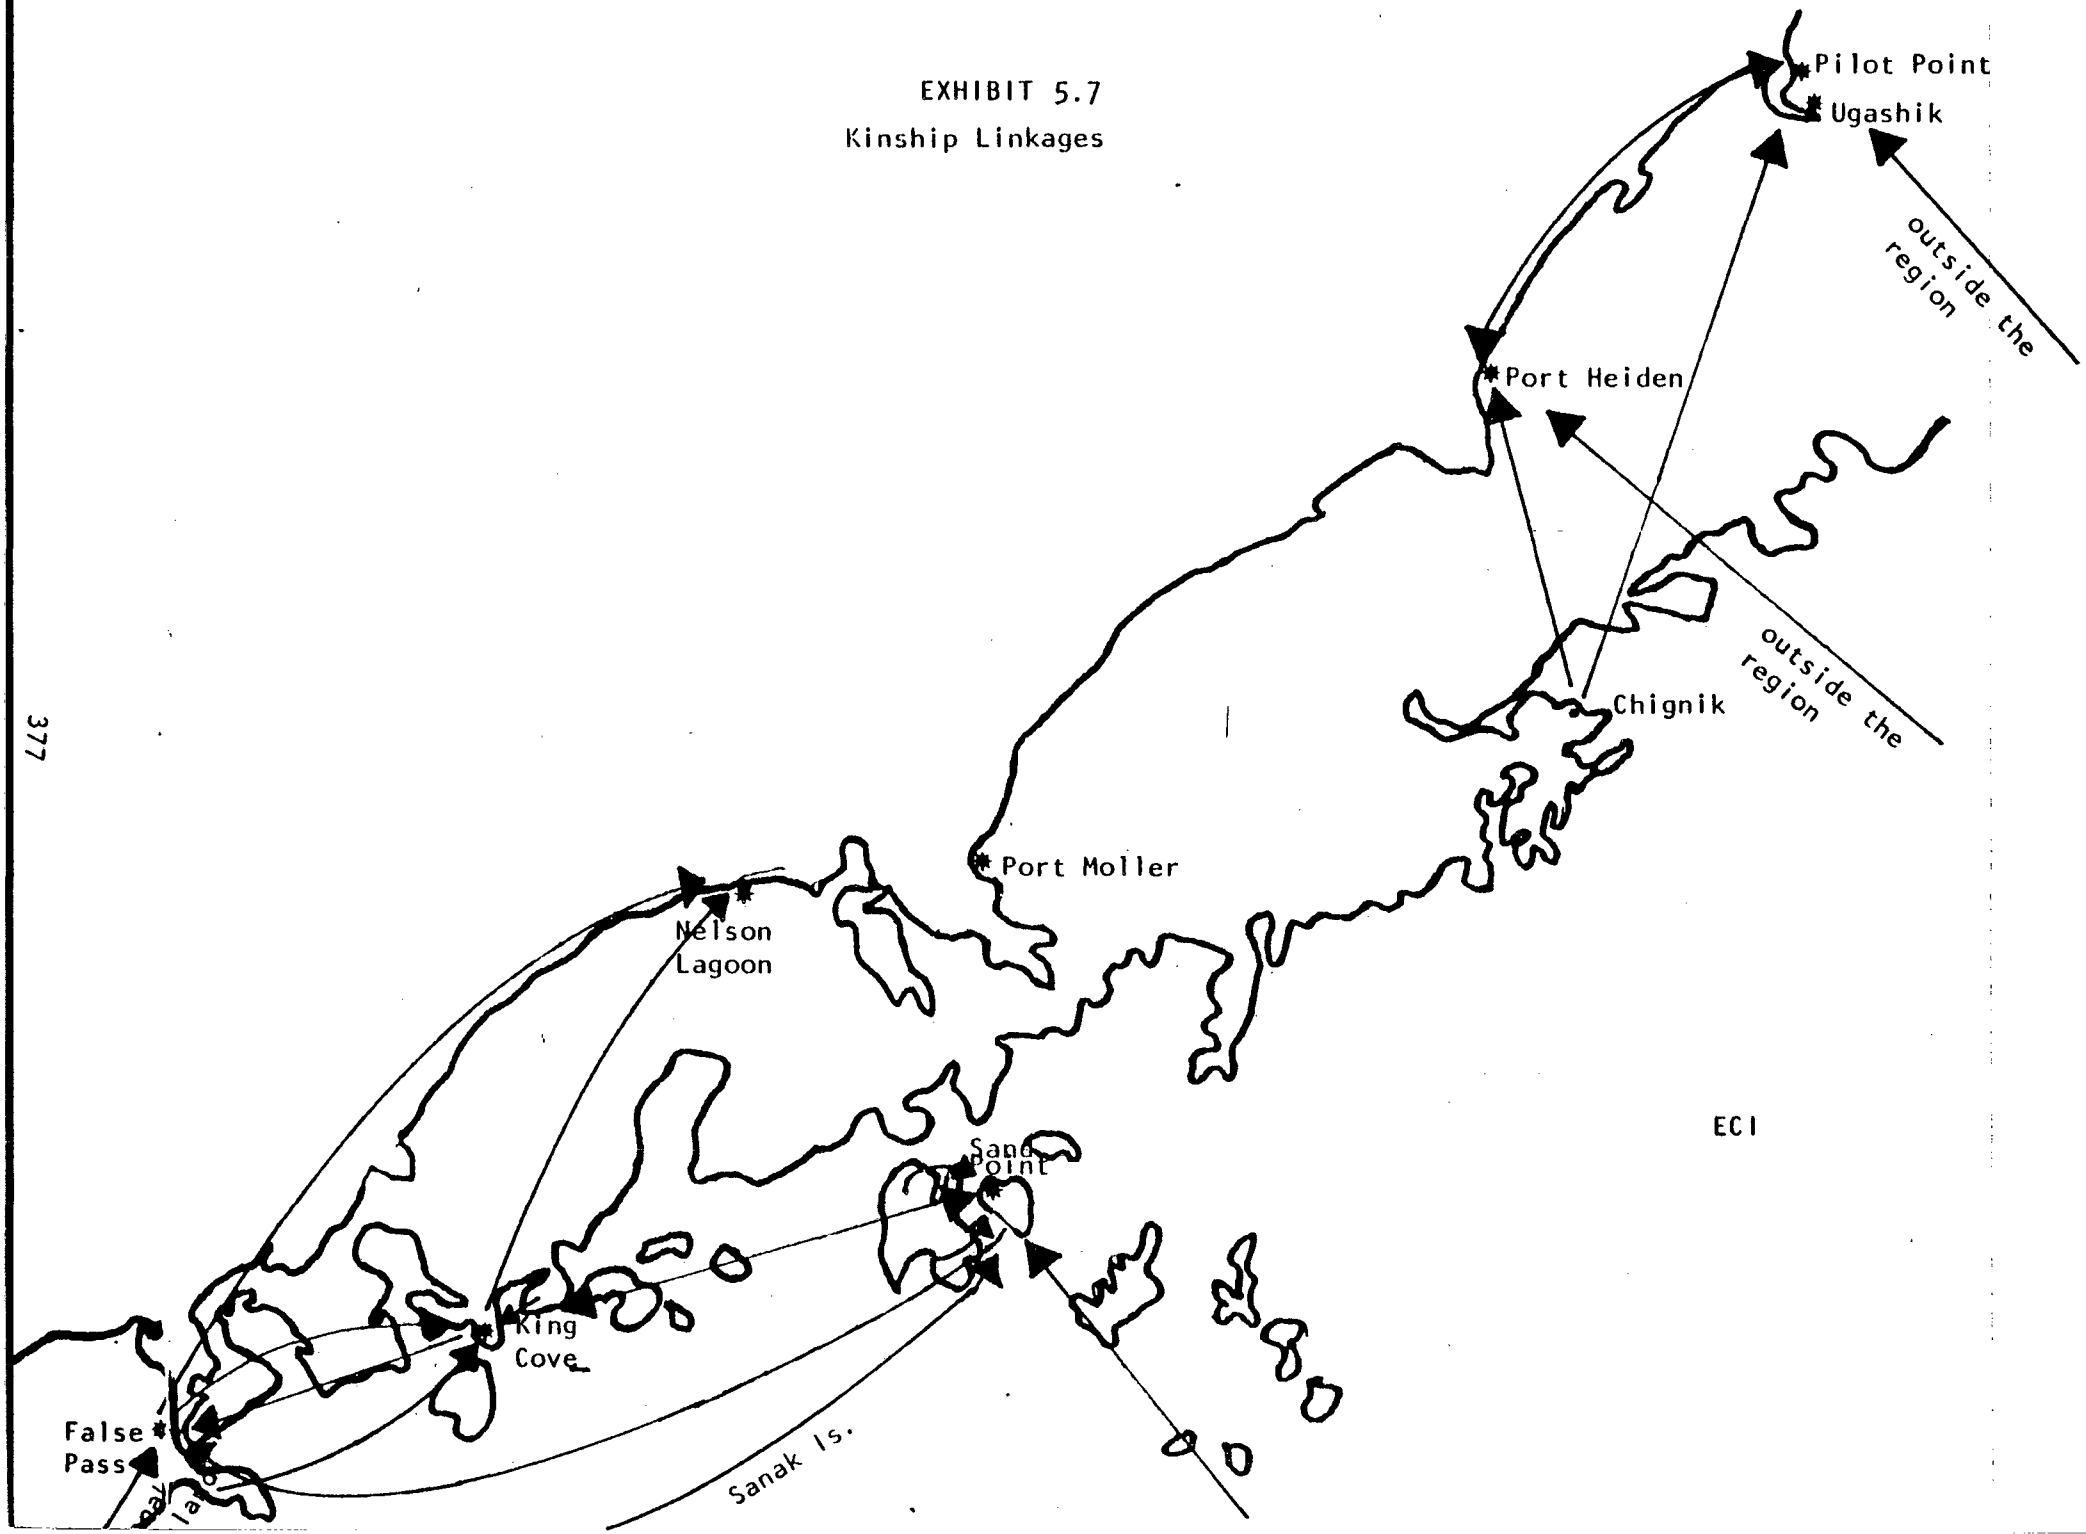 EXHIBIT 5.7
Kinship Linkages
Pilot Point
Ugashik
outside the
region
Port Heiden
outside the
region
Chignik
377
Port Moller
Nelson
Lagoon
ECI
Sand
Point
King
Cove
False
Pass
Sanak Is.